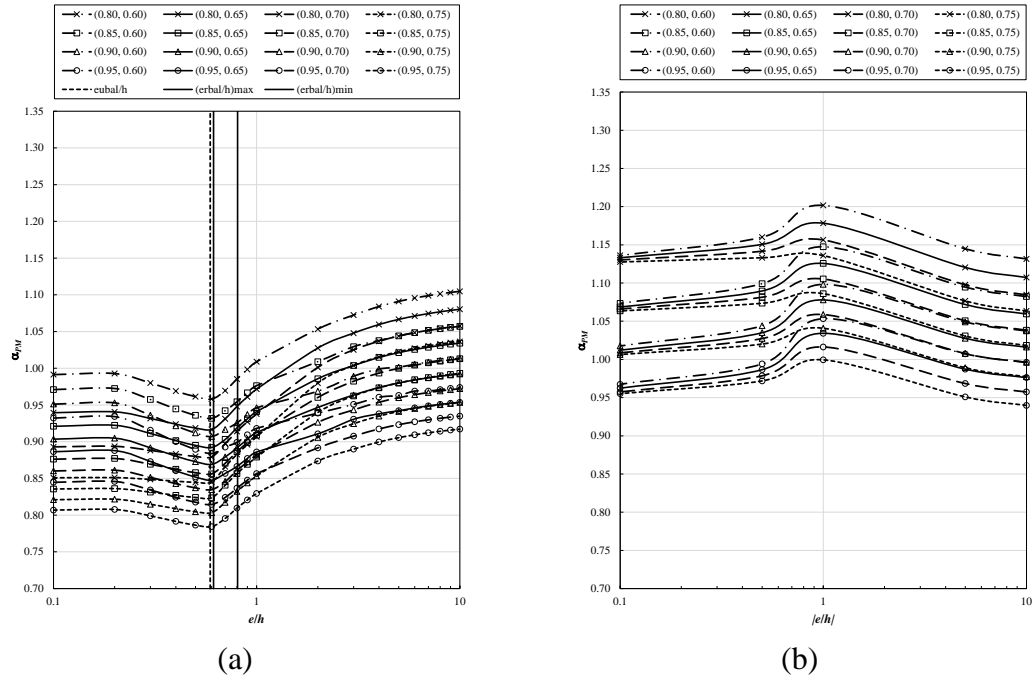 (0.80, 0.60) (0.80, 0.65) (0.80, 0.70) (0.80, 0.75)
(0.85, 0.60) (0.85, 0.65) (0.85, 0.70) (0.85, 0.75)
(0.90, 0.60) (0.90, 0.65) (0.90, 0.70) (0.90, 0.75)
(0.95, 0.60) (0.95, 0.65) (0.95, 0.70) (0.95, 0.75)
eubal/h (erbal/h)max (erbal/h)min
1.35
1.30
1.25
1.20
1.15
1.10
1.05
1.00
0.95
0.90
0.85
0.80
0.75
0.70
α_PM
0.1 1 10
e/h
(a)
(0.80, 0.60) (0.80, 0.65) (0.80, 0.70) (0.80, 0.75)
(0.85, 0.60) (0.85, 0.65) (0.85, 0.70) (0.85, 0.75)
(0.90, 0.60) (0.90, 0.65) (0.90, 0.70) (0.90, 0.75)
(0.95, 0.60) (0.95, 0.65) (0.95, 0.70) (0.95, 0.75)
1.35
1.30
1.25
1.20
1.15
1.10
1.05
1.00
0.95
0.90
0.85
0.80
0.75
0.70
α_PM
0.1 1 10
|e/h|
(b)